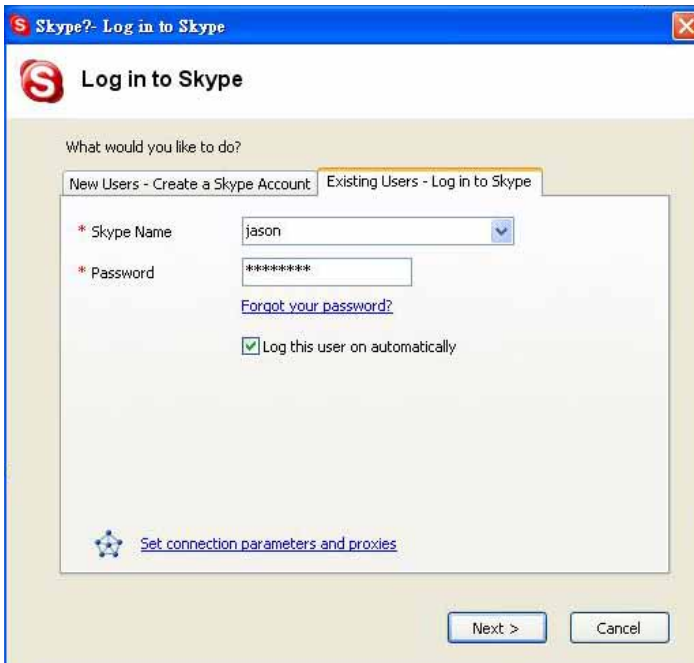 Skype?- Log in to Skype
Log in to Skype
What would you like to do?
New Users - Create a Skype Account
Existing Users - Log in to Skype
* Skype Name
jason
* Password
********
Forgot your password?
Log this user on automatically
Set connection parameters and proxies
Next >
Cancel